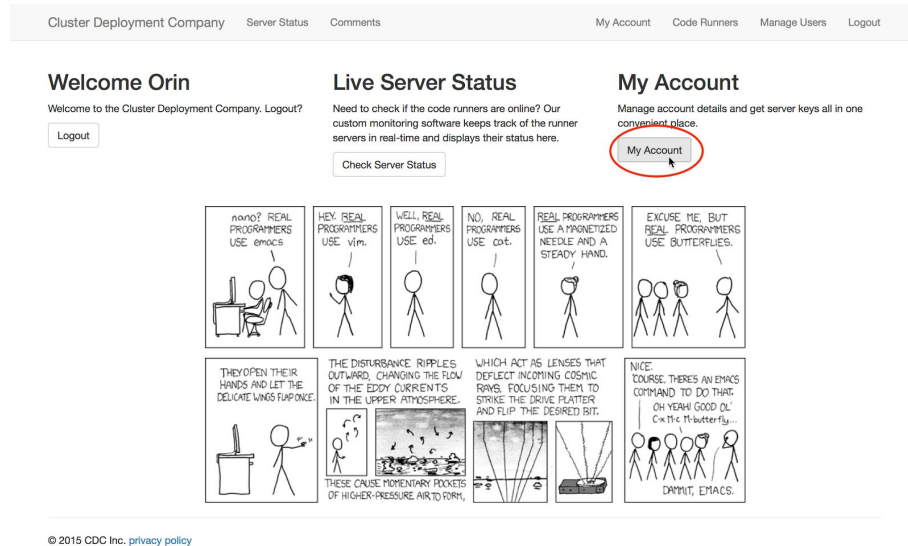 Cluster Deployment Company Server Status Comments My Account Code Runners Manage Users Logout
Welcome Orin
Welcome to the Cluster Deployment Company. Logout?
Logout
Live Server Status
Need to check if the code runners are online? Our
custom monitoring software keeps track of the runner
servers in real-time and displays their status here.
Check Server Status
My Account
Manage account details and get server keys all in one
convenient place.
My Account
nano? REAL
PROGRAMMERS
USE emacs
HEY. REAL
PROGRAMMERS
USE vim.
WELL, REAL
PROGRAMMERS
USE ed.
NO, REAL
PROGRAMMERS
USE cat.
REAL PROGRAMMERS
USE A MAGNETIZED
NEEDLE AND A
STEADY HAND.
EXCUSE ME, BUT
REAL PROGRAMMERS
USE BUTTERFLIES.
THEY OPEN THEIR
HANDS AND LET THE
DELICATE WINGS FLAP ONCE.
THE DISTURBANCE RIPPLES
OUTWARD, CHANGING THE FLOW
OF THE EDDY CURRENTS
IN THE UPPER ATMOSPHERE.
THESE CAUSE MOMENTARY POCKETS
OF HIGHER-PRESSURE AIR TO FORM,
WHICH ACT AS LENSES THAT
DEFLECT INCOMING COSMIC
RAYS, FOCUSING THEM TO
STRIKE THE DRIVE PLATTER
AND FLIP THE DESIRED BIT.
NICE.
'COURSE, THERE'S AN EMACS
COMMAND TO DO THAT.
OH YEAH! GOOD OL'
C-x M-c M-butterfly...
DAMMIT, EMACS.
© 2015 CDC Inc. privacy policy